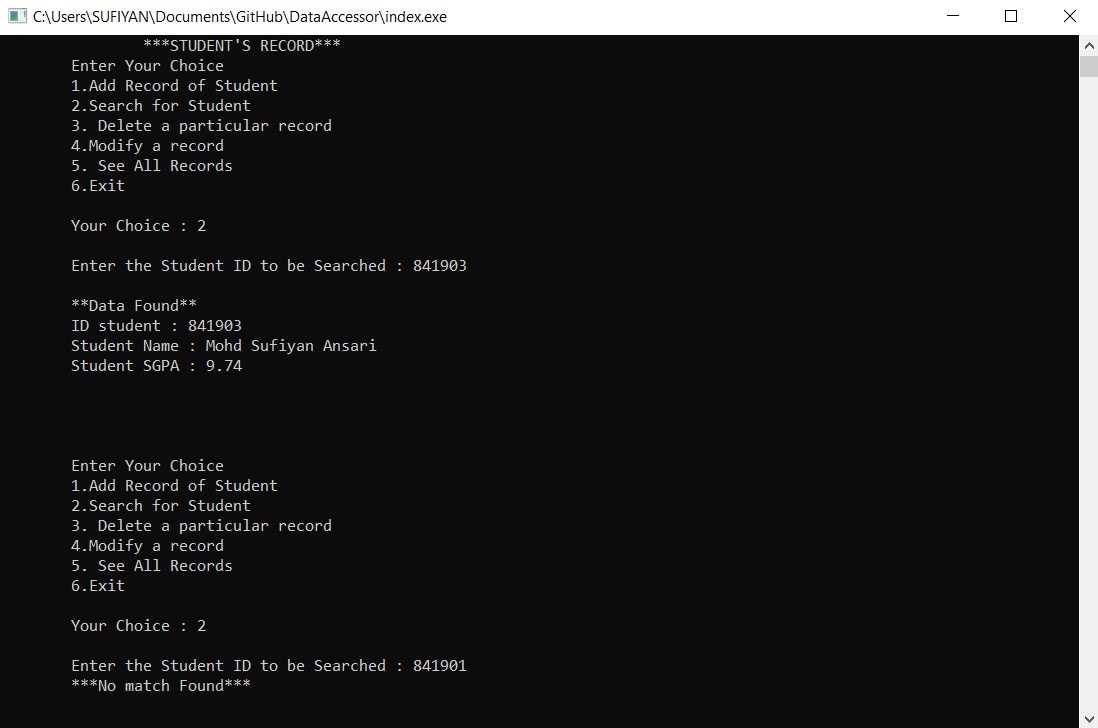 C:\Users\SUFIYAN\Documents\GitHub\DataAccessor\index.exe
***STUDENT'S RECORD***
Enter Your Choice
1.Add Record of Student
2.Search for Student
3. Delete a particular record
4.Modify a record
5. See All Records
6.Exit
Your Choice : 2
Enter the Student ID to be Searched : 841903
**Data Found**
ID student : 841903
Student Name : Mohd Sufiyan Ansari
Student SGPA : 9.74
Enter Your Choice
1.Add Record of Student
2.Search for Student
3. Delete a particular record
4.Modify a record
5. See All Records
6.Exit
Your Choice : 2
Enter the Student ID to be Searched : 841901
***No match Found***